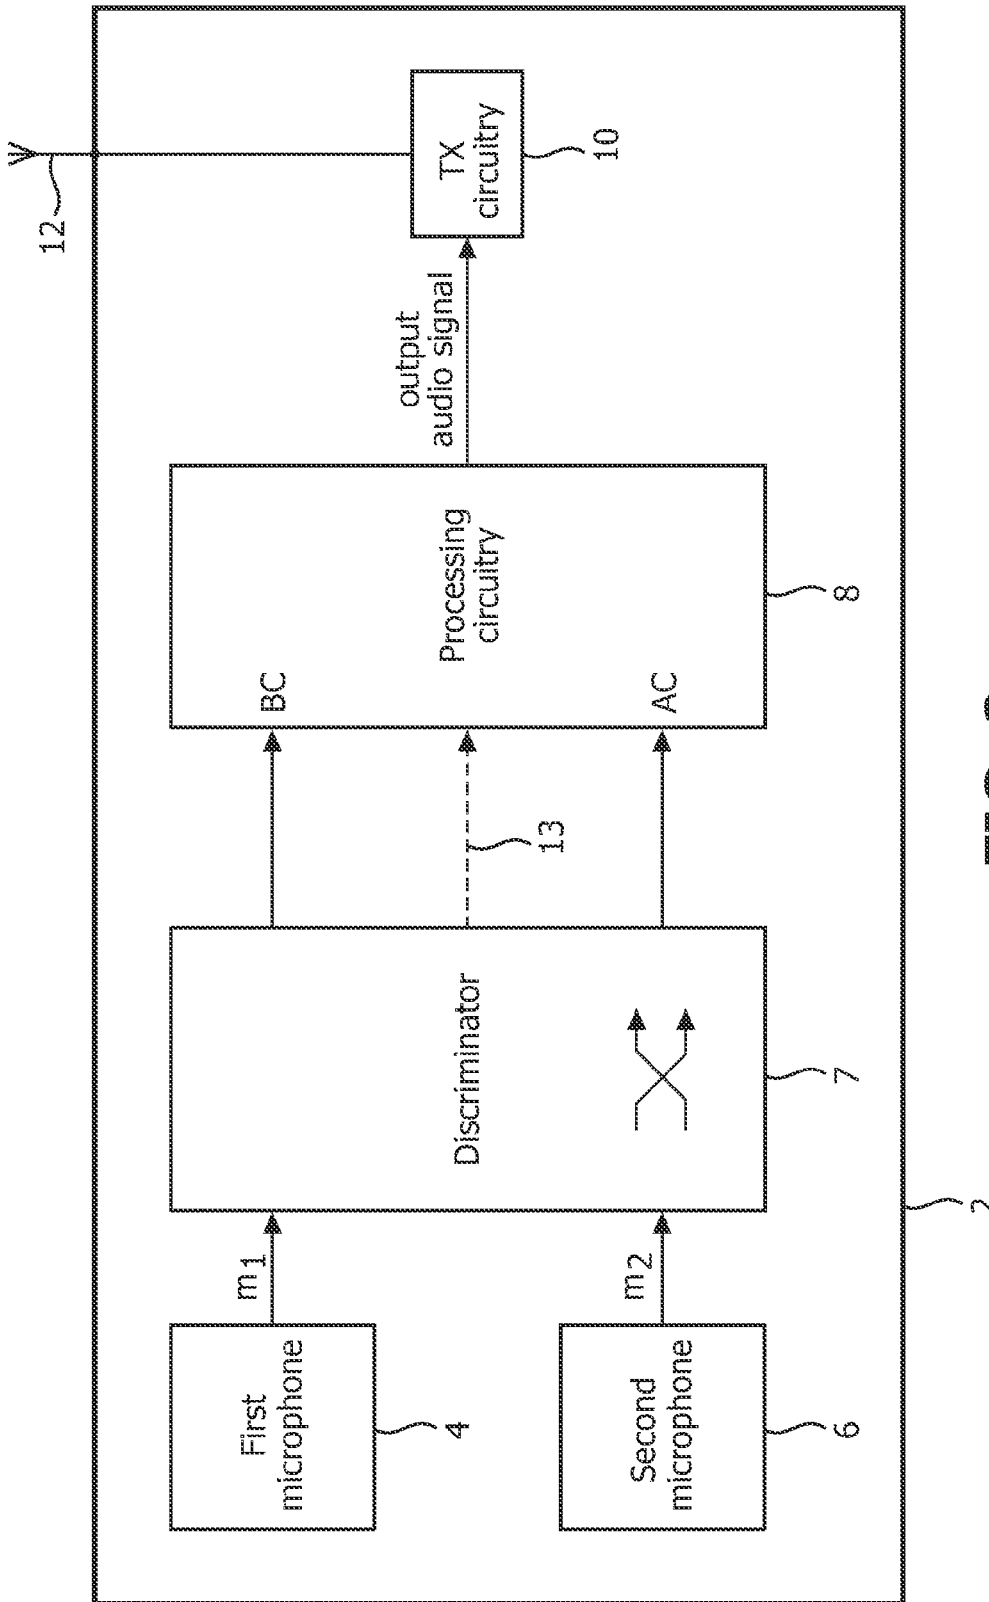 First
microphone
4
m1
Second
microphone
6
m2
Discriminator
7
13
BC
AC
Processing
circuitry
8
output
audio signal
TX
circuitry
10
12
2